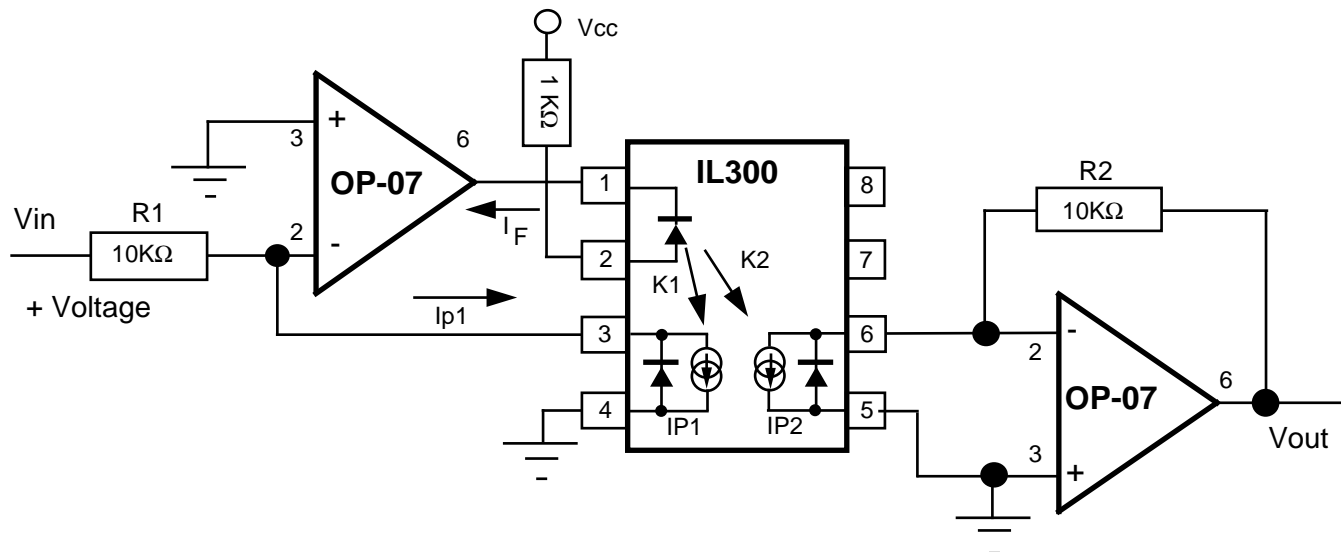 Vcc
1 KΩ
3
+
6
OP-07
2
-
Vin
R1
10KΩ
+ Voltage
I F
Ip1
IL300
1
2
3
4
K1
K2
IP1
IP2
8
7
6
5
R2
10KΩ
2
-
OP-07
6
3
+
Vout